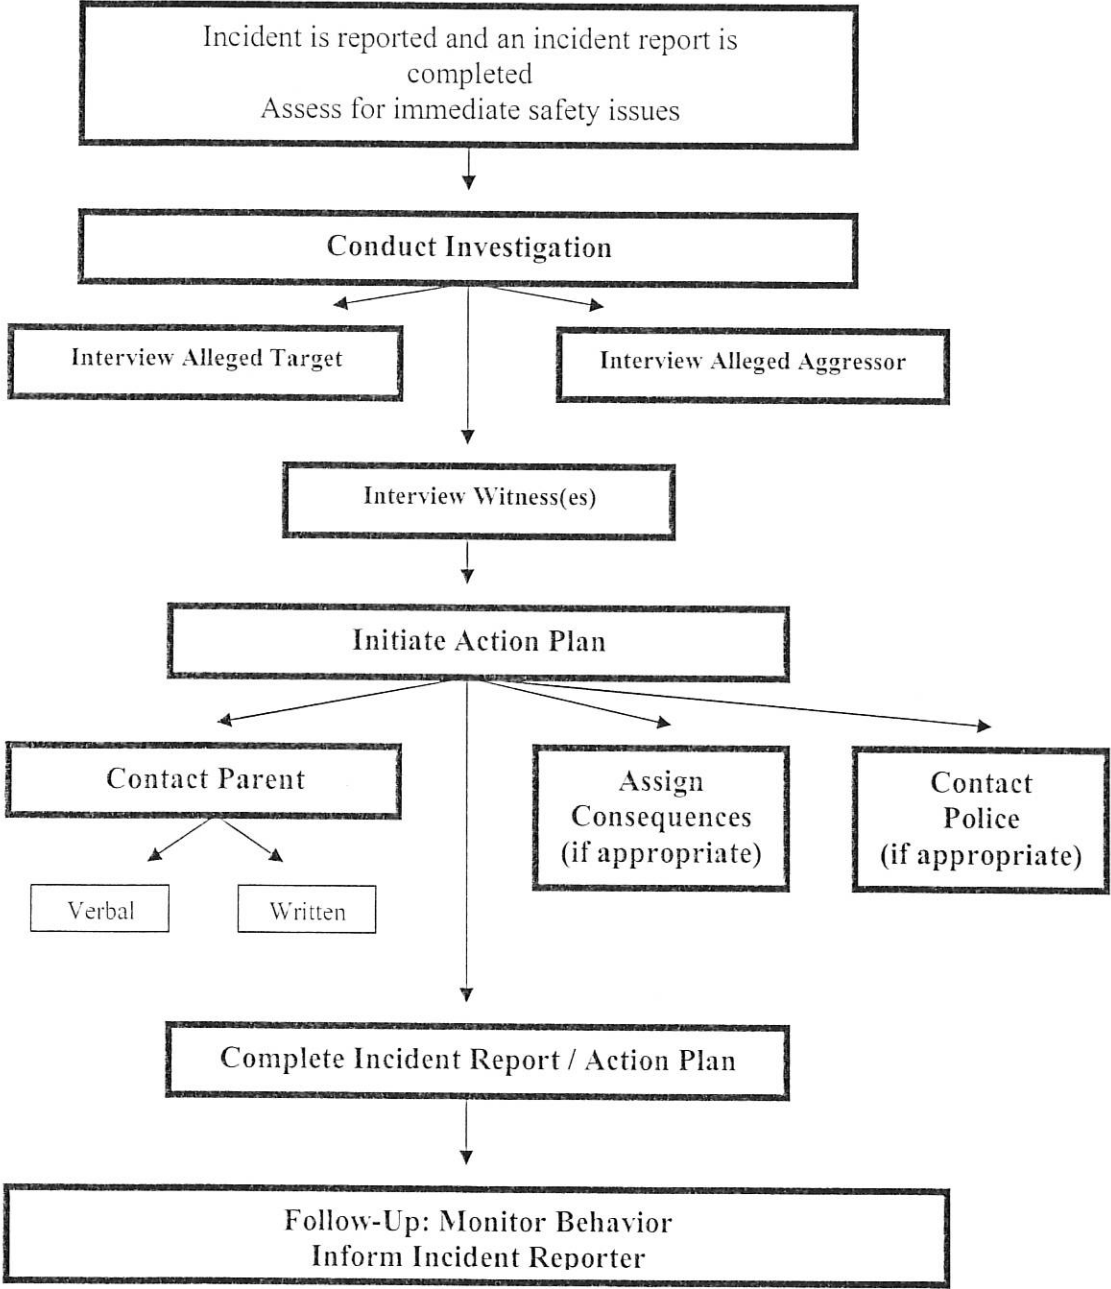 Incident is reported and an incident report is
completed
Assess for immediate safety issues
Conduct Investigation
Interview Alleged Target
Interview Alleged Aggressor
Interview Witness(es)
Initiate Action Plan
Contact Parent
Assign
Consequences
(if appropriate)
Contact
Police
(if appropriate)
Verbal
Written
Complete Incident Report / Action Plan
Follow-Up: Monitor Behavior
Inform Incident Reporter